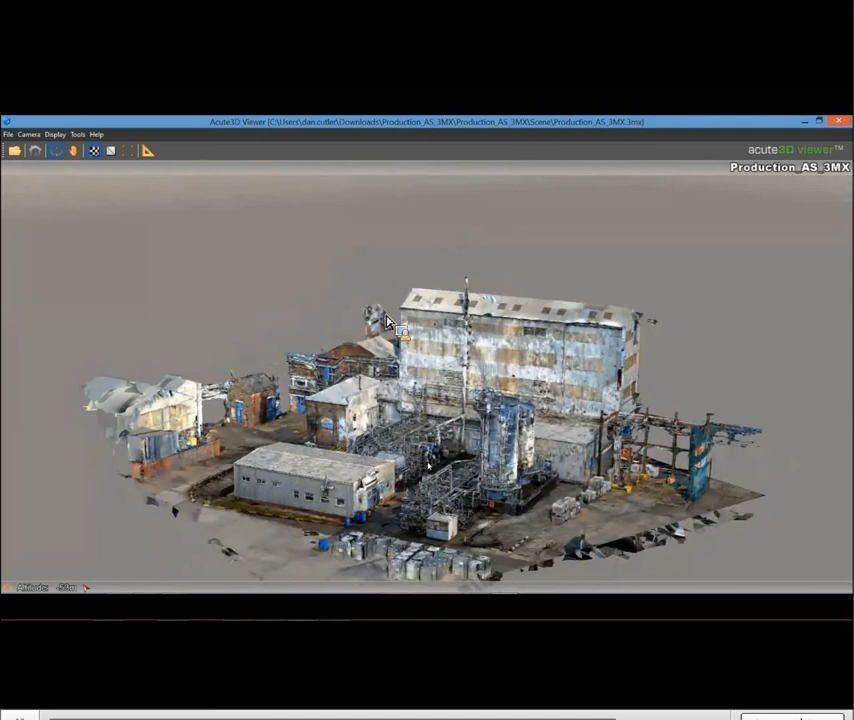 Acute3D Viewer [C:\Users\dan.cutler\Downloads\Production_AS_3MX\Production_AS_3MX\Scene\Production_AS_3MX.3mx]
File Camera Display Tools Help
acute3D viewer™
Production_AS_3MX
Altitude: -53m